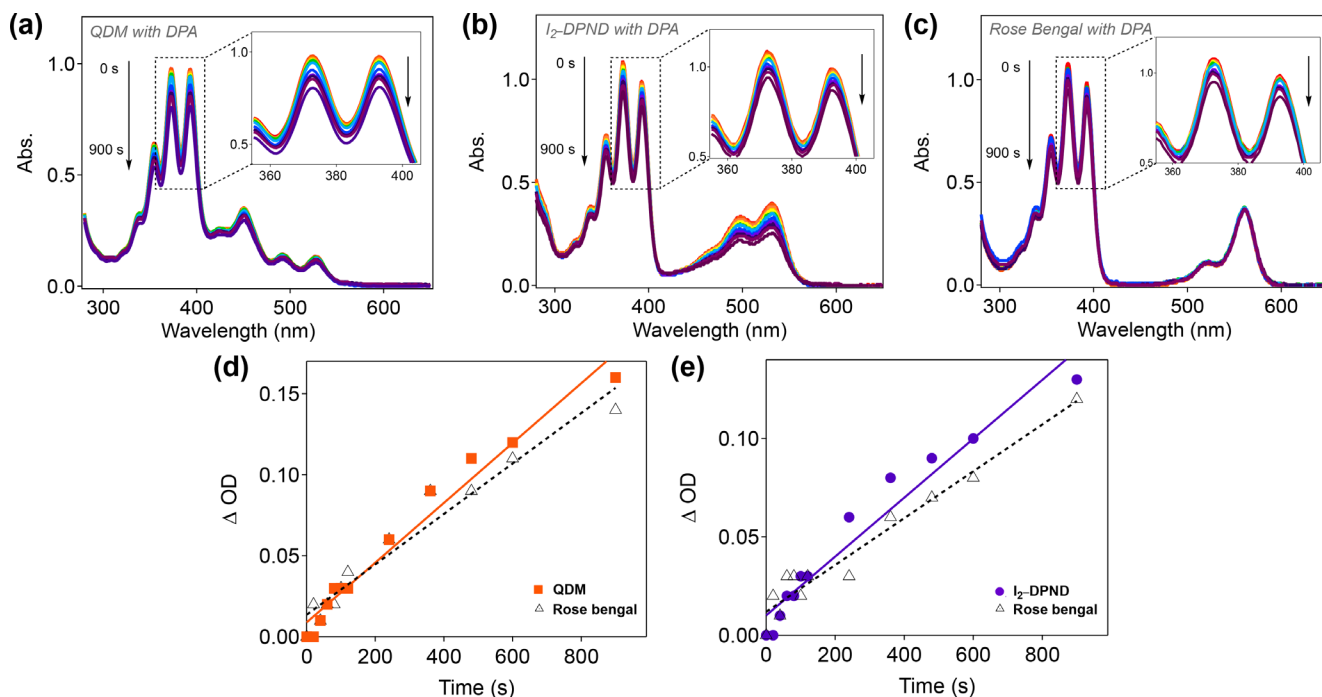 (a)
QDM with DPA
0 s
900 s
1.0
0.5
0.0
Abs.
300
400
500
600
Wavelength (nm)
1.0
0.5
0.4
360
380
400
(b)
I₂–DPND with DPA
0 s
900 s
1.0
0.5
0.0
Abs.
300
400
500
600
Wavelength (nm)
1.0
0.5
360
380
400
(c)
Rose Bengal with DPA
0 s
900 s
1.0
0.5
0.0
Abs.
300
400
500
600
Wavelength (nm)
1.0
0.5
360
380
400
(d)
0.15
0.10
0.05
0.00
Δ OD
0
200
400
600
800
Time (s)
QDM
Rose bengal
(e)
0.10
0.05
0.00
Δ OD
0
200
400
600
800
Time (s)
I₂–DPND
Rose bengal